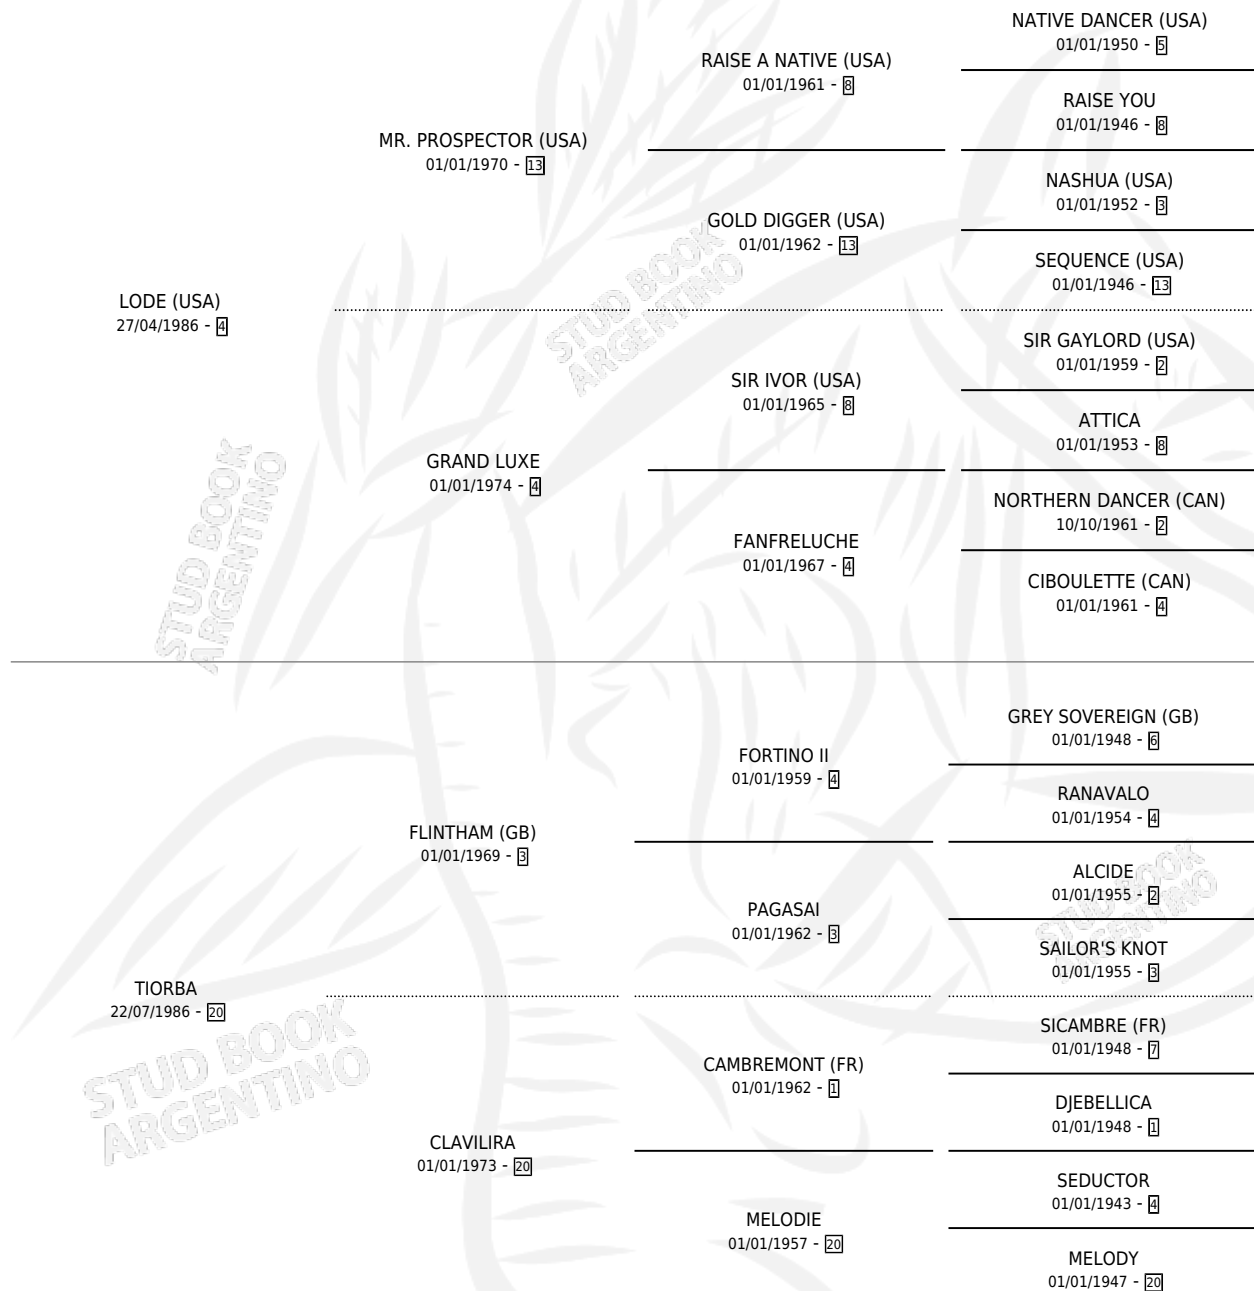 NATIVE DANCER (USA)
01/01/1950 - 5
RAISE A NATIVE (USA)
01/01/1961 - 8
RAISE YOU
01/01/1946 - 8
MR. PROSPECTOR (USA)
01/01/1970 - 13
NASHUA (USA)
01/01/1952 - 3
GOLD DIGGER (USA)
01/01/1962 - 13
SEQUENCE (USA)
01/01/1946 - 13
LODE (USA)
27/04/1986 - 4
STUD BOOK
ARGENTINO
SIR GAYLORD (USA)
01/01/1959 - 2
SIR IVOR (USA)
01/01/1965 - 8
ATTICA
01/01/1953 - 8
GRAND LUXE
01/01/1974 - 4
NORTHERN DANCER (CAN)
10/10/1961 - 2
FANFRELUCHE
01/01/1967 - 4
CIBOULETTE (CAN)
01/01/1961 - 4
STUD BOOK
ARGENTINO
GREY SOVEREIGN (GB)
01/01/1948 - 6
FORTINO II
01/01/1959 - 4
RANAVALO
01/01/1954 - 4
FLINTHAM (GB)
01/01/1969 - 3
ALCIDE
01/01/1955 - 2
PAGASAI
01/01/1962 - 3
SAILOR'S KNOT
01/01/1955 - 3
STUD BOOK
ARGENTINO
TIORBA
22/07/1986 - 20
SICAMBRE (FR)
01/01/1948 - 7
CAMBREMONT (FR)
01/01/1962 - 1
DJEBELLICA
01/01/1948 - 1
STUD BOOK
ARGENTINO
CLAVILIRA
01/01/1973 - 20
SEDUCTOR
01/01/1943 - 4
MELODIE
01/01/1957 - 20
MELODY
01/01/1947 - 20